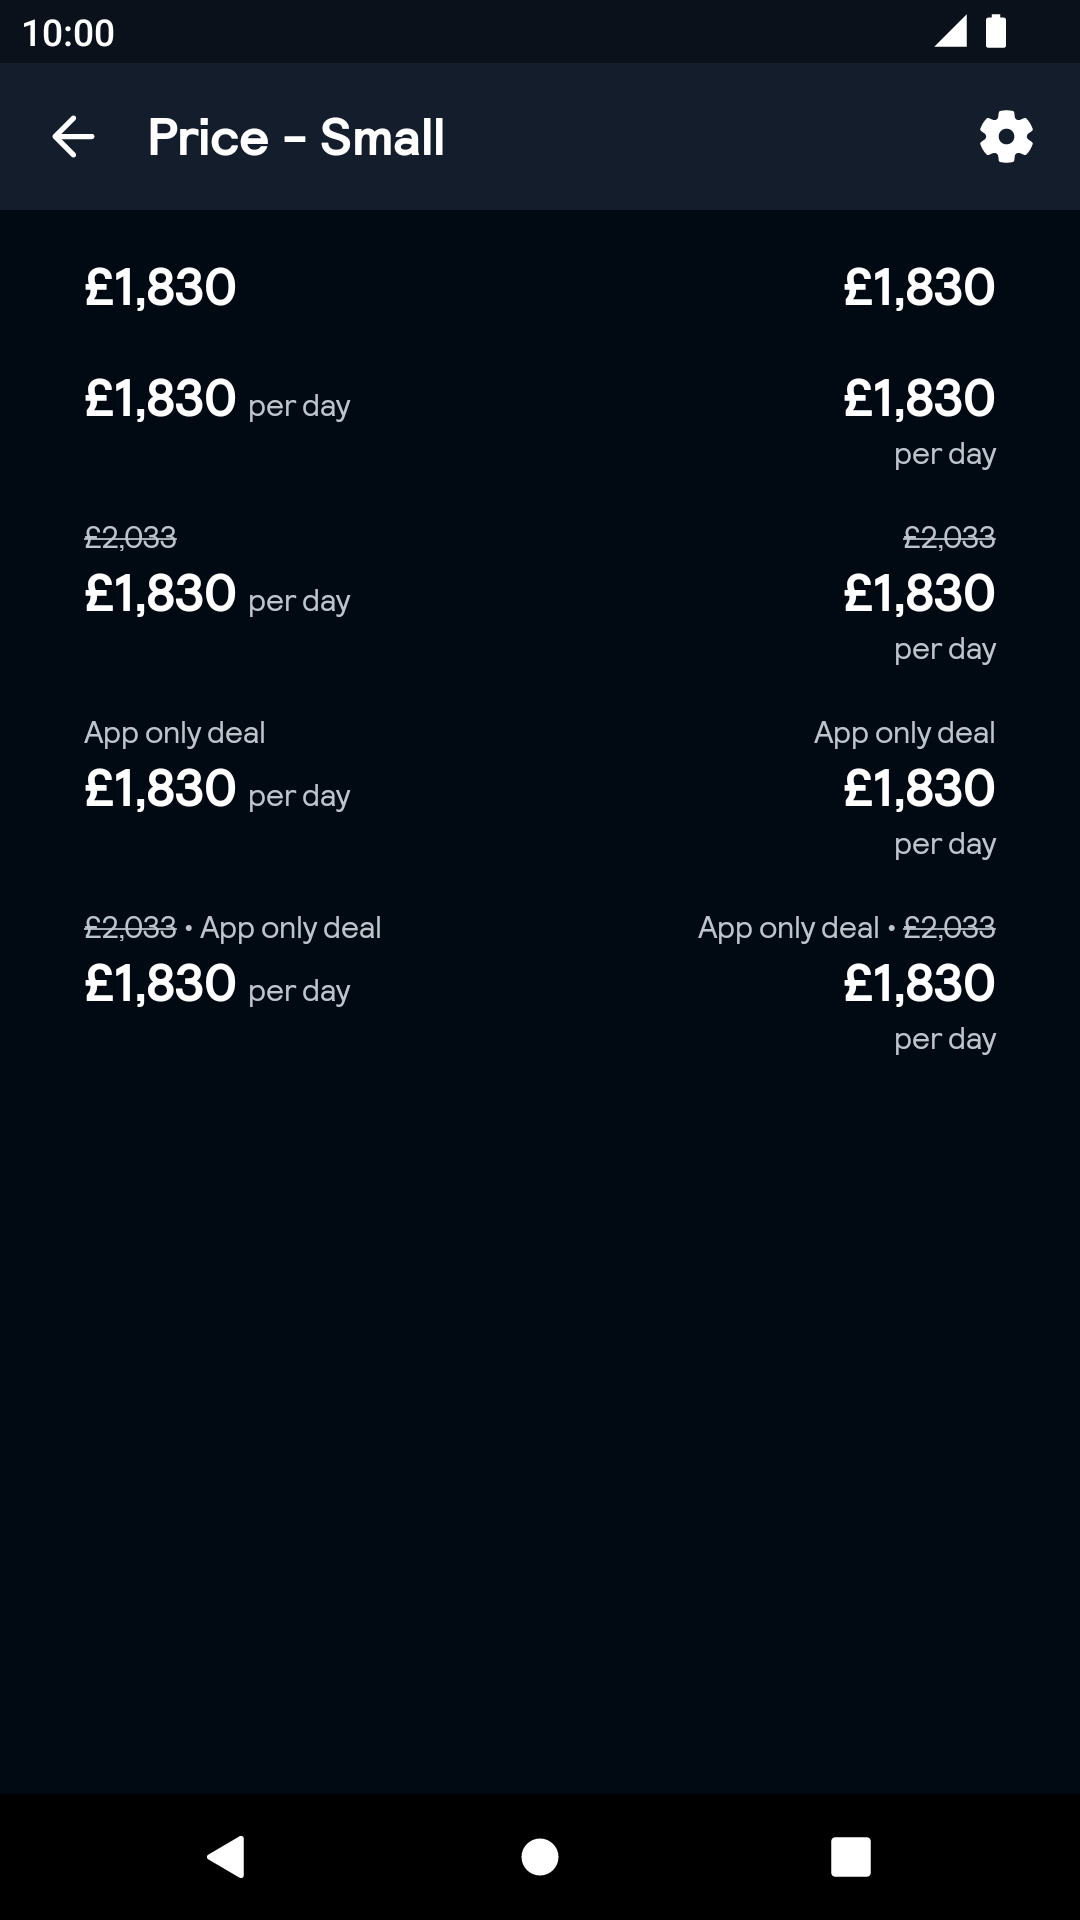 10:00
Price - Small
£1,830 £1,830
£1,830 per day £1,830
per day
£2,033 £2,033
£1,830 per day £1,830
per day
App only deal App only deal
£1,830 per day £1,830
per day
£2,033 • App only deal App only deal • £2,033
£1,830 per day £1,830
per day